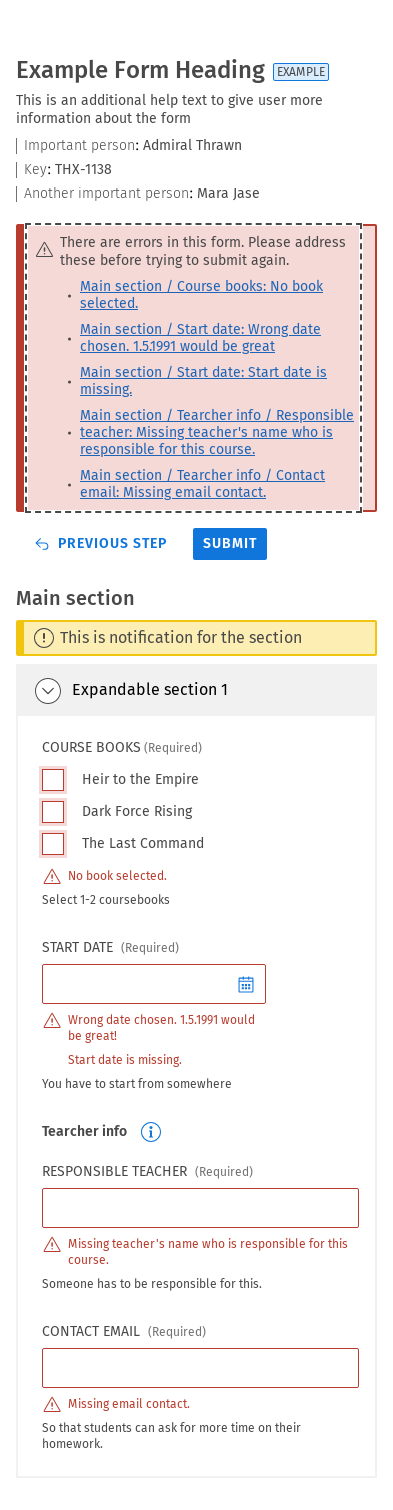 Example Form Heading EXAMPLE
This is an additional help text to give user more
information about the form
Important person: Admiral Thrawn
Key: THX-1138
Another important person: Mara Jase
There are errors in this form. Please address
these before trying to submit again.
Main section / Course books: No book
selected.
Main section / Start date: Wrong date
chosen. 1.5.1991 would be great
Main section / Start date: Start date is
missing.
Main section / Tearcher info / Responsible
teacher: Missing teacher's name who is
responsible for this course.
Main section / Tearcher info / Contact
email: Missing email contact.
PREVIOUS STEP SUBMIT
Main section
This is notification for the section
Expandable section 1
COURSE BOOKS (Required)
Heir to the Empire
Dark Force Rising
The Last Command
No book selected.
Select 1-2 coursebooks
START DATE (Required)
Wrong date chosen. 1.5.1991 would
be great!
Start date is missing.
You have to start from somewhere
Tearcher info
RESPONSIBLE TEACHER (Required)
Missing teacher's name who is responsible for this
course.
Someone has to be responsible for this.
CONTACT EMAIL (Required)
Missing email contact.
So that students can ask for more time on their
homework.